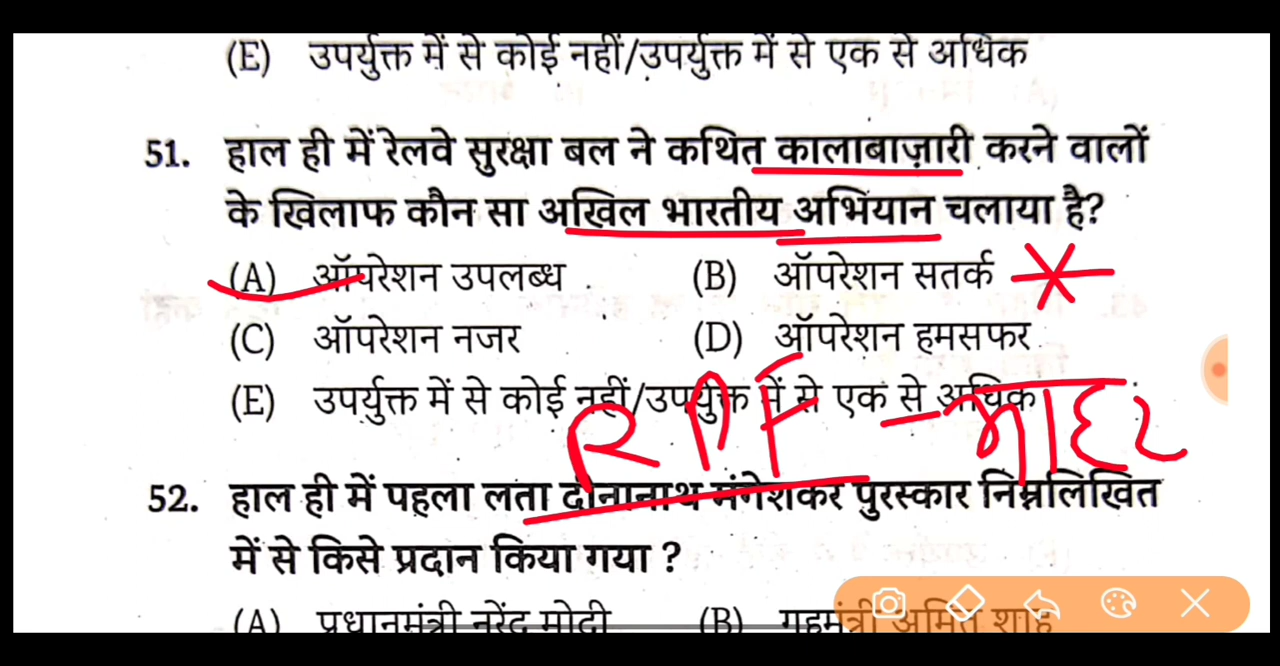 (E) उपर्युक्त में से कोई नहीं/उपर्युक्त में से एक से अधिक
51. हाल ही में रेलवे सुरक्षा बल ने कथित कालाबाज़ारी करने वालों
के खिलाफ कौन सा अखिल भारतीय अभियान चलाया है?
(A) ऑपरेशन उपलब्ध (B) ऑपरेशन सतर्क
(C) ऑपरेशन नजर (D) ऑपरेशन हमसफर
(E) उपर्युक्त में से कोई नहीं/उपर्युक्त में से एक से अधिक
RPF -
52. हाल ही में पहला लता दीनानाथ मंगेशकर पुरस्कार निम्नलिखित
में से किसे प्रदान किया गया ?
(A) प्रधानमंत्री नरेंद्र मोदी (B) गृहमंत्री अमित शाह